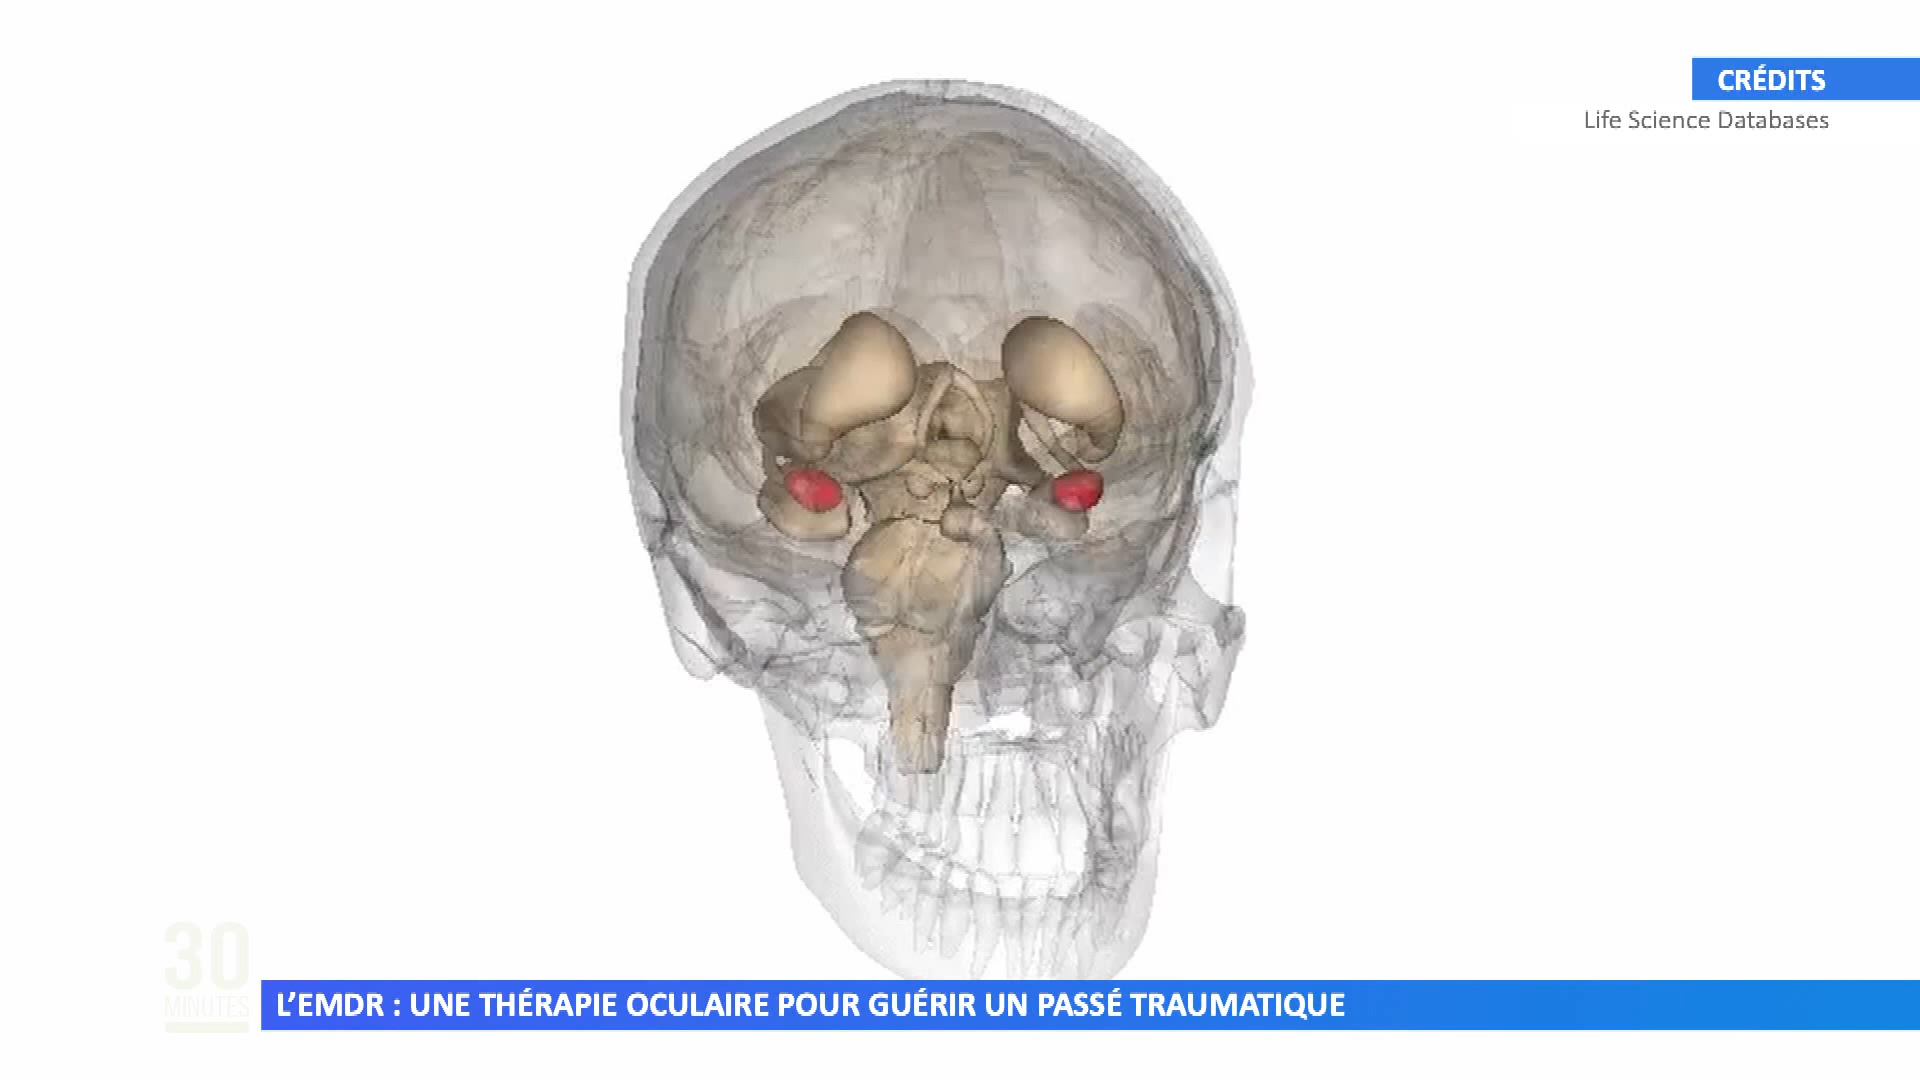 CRÉDITS
Life Science Databases
30
MINUTES
L’EMDR : UNE THÉRAPIE OCULAIRE POUR GUÉRIR UN PASSÉ TRAUMATIQUE